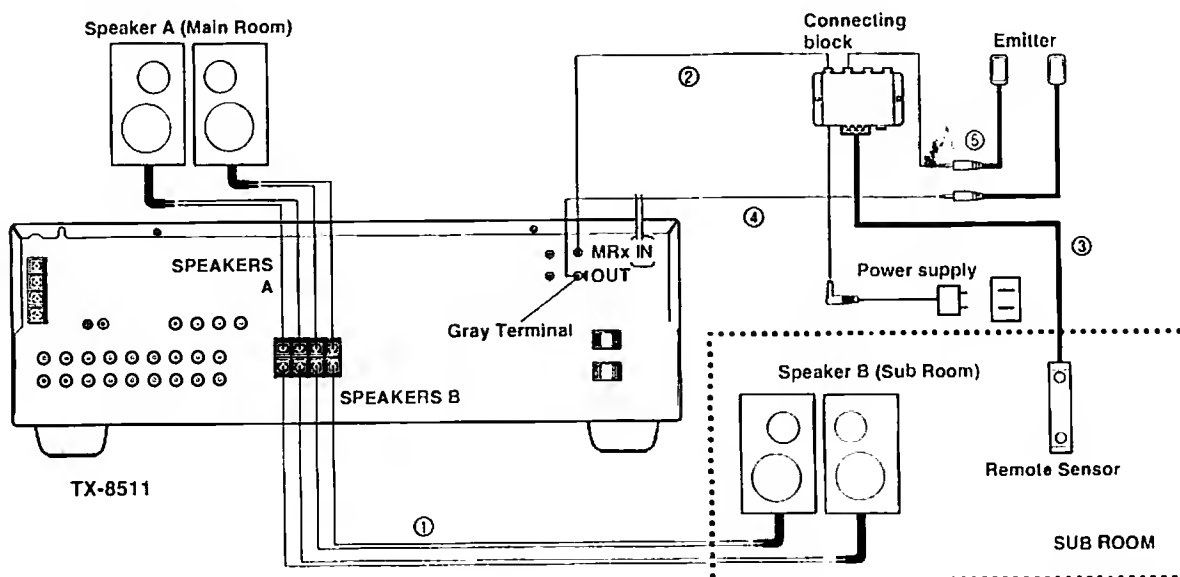 Speaker A (Main Room)
Connecting
block
Emitter
②
⑤
④
③
SPEAKERS
A
MRx IN
OUT
Gray Terminal
Power supply
SPEAKERS B
Speaker B (Sub Room)
TX-8511
Remote Sensor
①
SUB ROOM